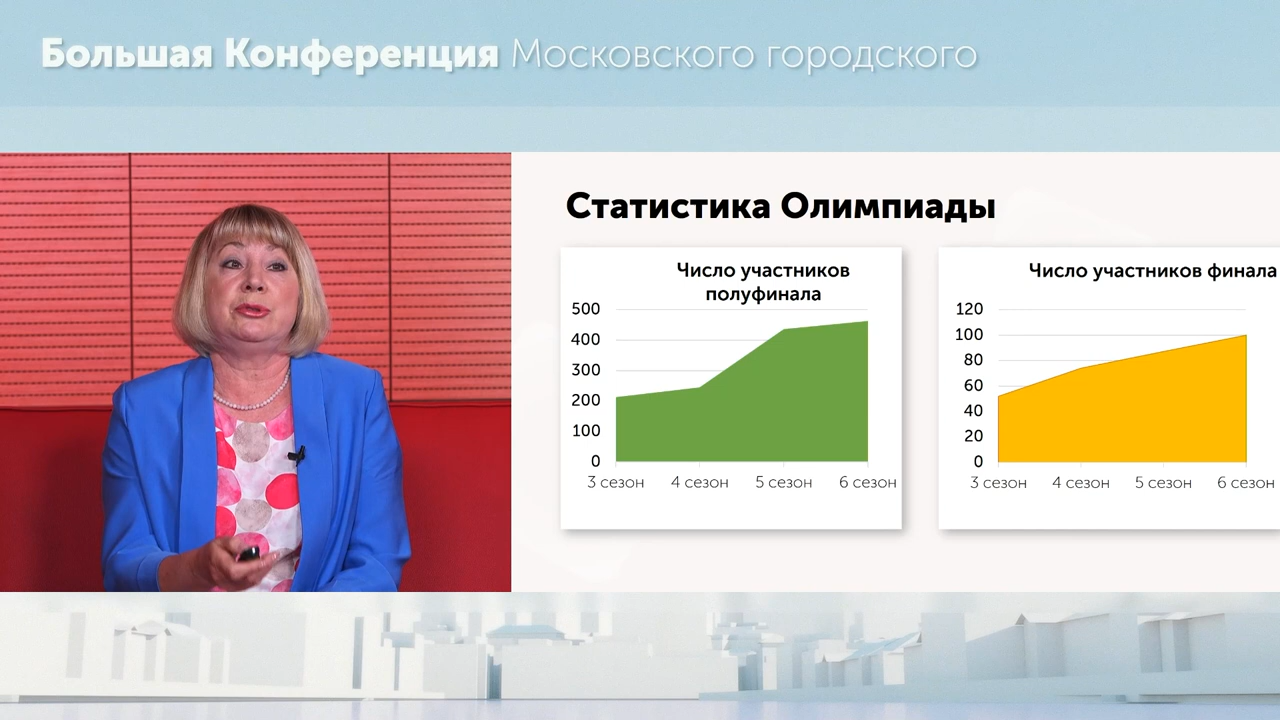 Большая Конференция Московского городского
Статистика Олимпиады
Число участников
полуфинала
500
400
300
200
100
0
3 сезон 4 сезон 5 сезон 6 сезон
Число участников финала
120
100
80
60
40
20
0
3 сезон 4 сезон 5 сезон 6 сезон